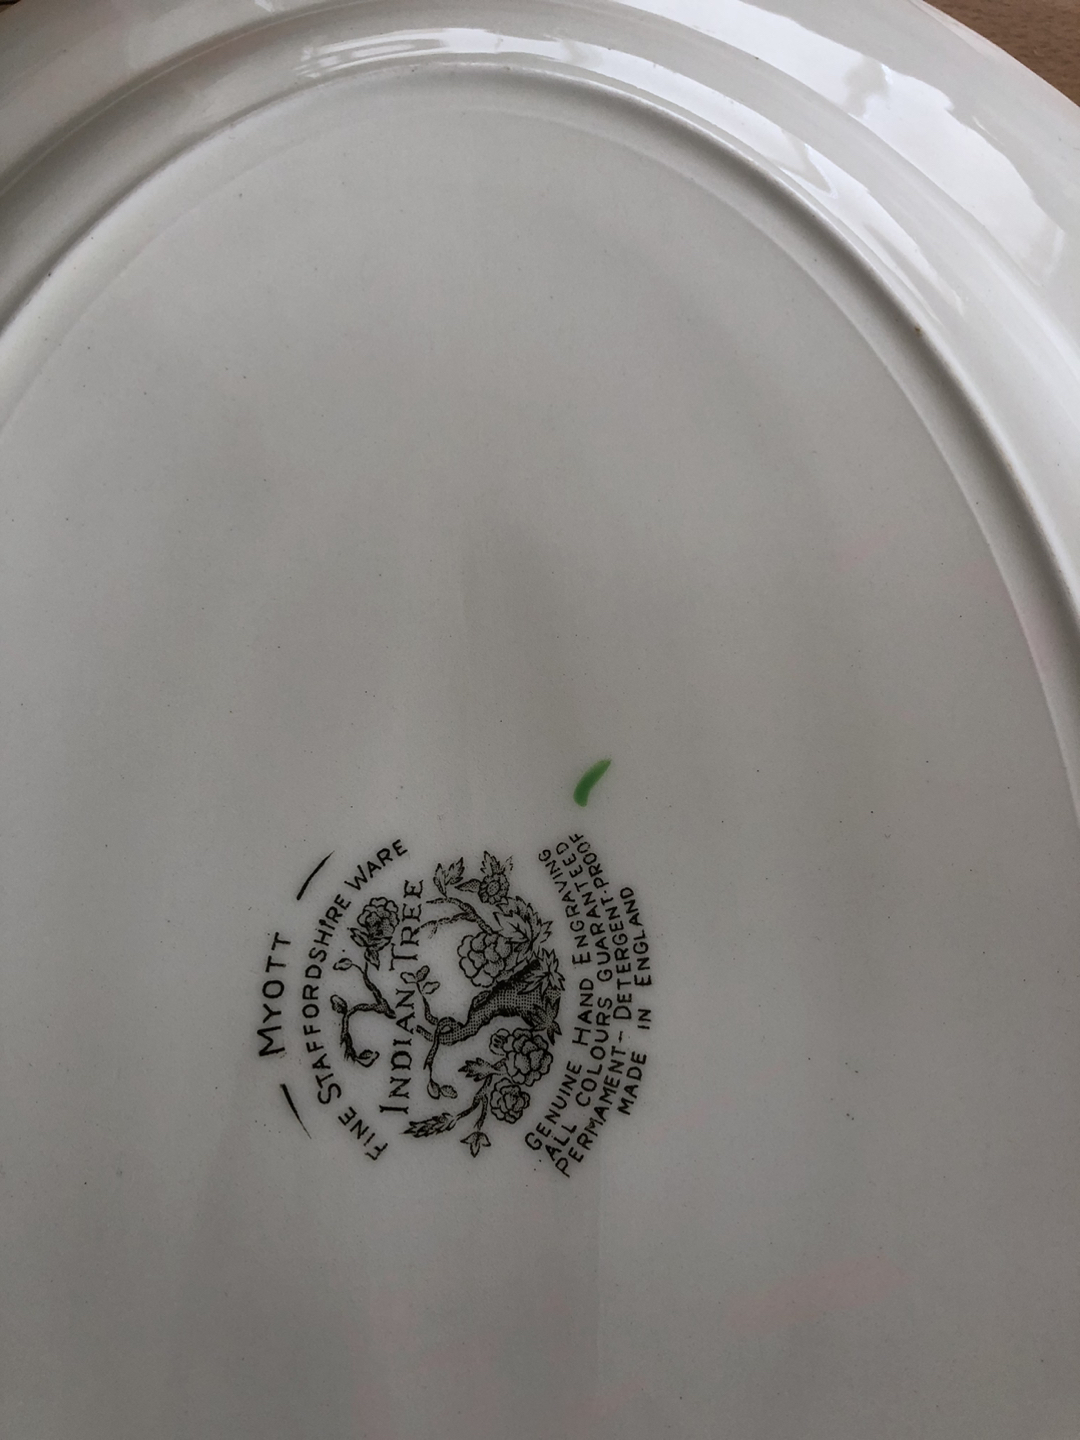 MYOTT
FINE STAFFORDSHIRE WARE
INDIAN TREE
GENUINE HAND ENGRAVING
ALL COLOURS GUARANTEED
PERMAMENT - DETERGENT-PROOF
MADE IN ENGLAND